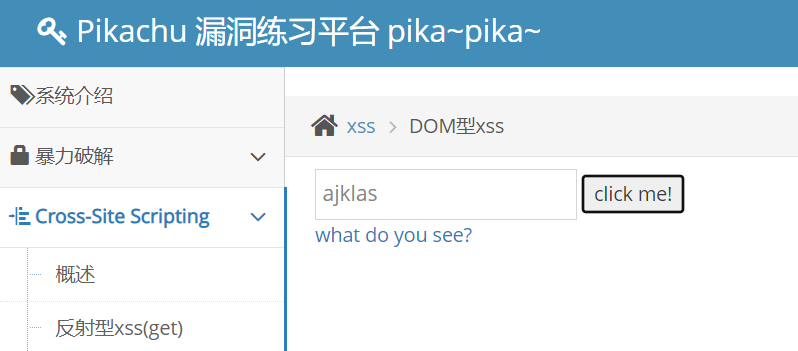 Pikachu 漏洞练习平台 pika~pika~
系统介绍
暴力破解
Cross-Site Scripting
概述
反射型xss(get)
xss > DOM型xss
ajklas click me!
what do you see?